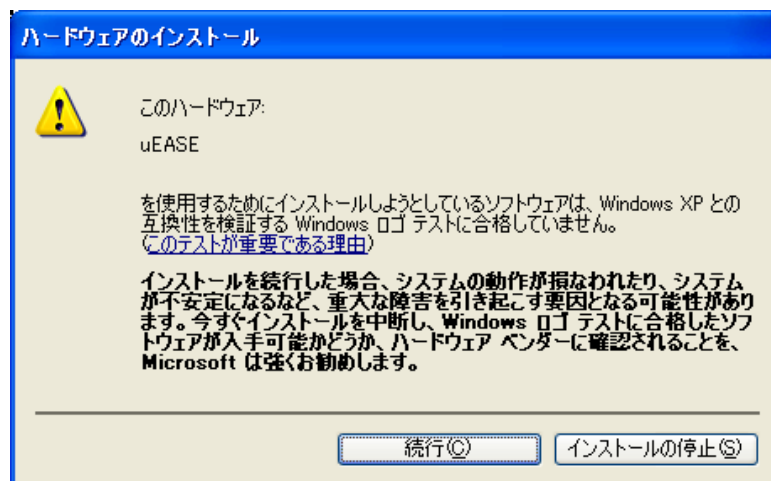 ハードウェアのインストール
このハードウェア:
uEASE
を使用するためにインストールしようとしているソフトウェアは、Windows XP との
互換性を検証する Windows ロゴ テストに合格していません。
(このテストが重要である理由)
インストールを続行した場合、システムの動作が損なわれたり、システム
が不安定になるなど、重大な障害を引き起こす要因となる可能性があり
ます。今すぐインストールを中断し、Windows ロゴ テストに合格したソフ
トウェアが入手可能かどうか、ハードウェア ベンダーに確認されることを、
Microsoft は強くお勧めします。
続行(C)
インストールの停止(S)